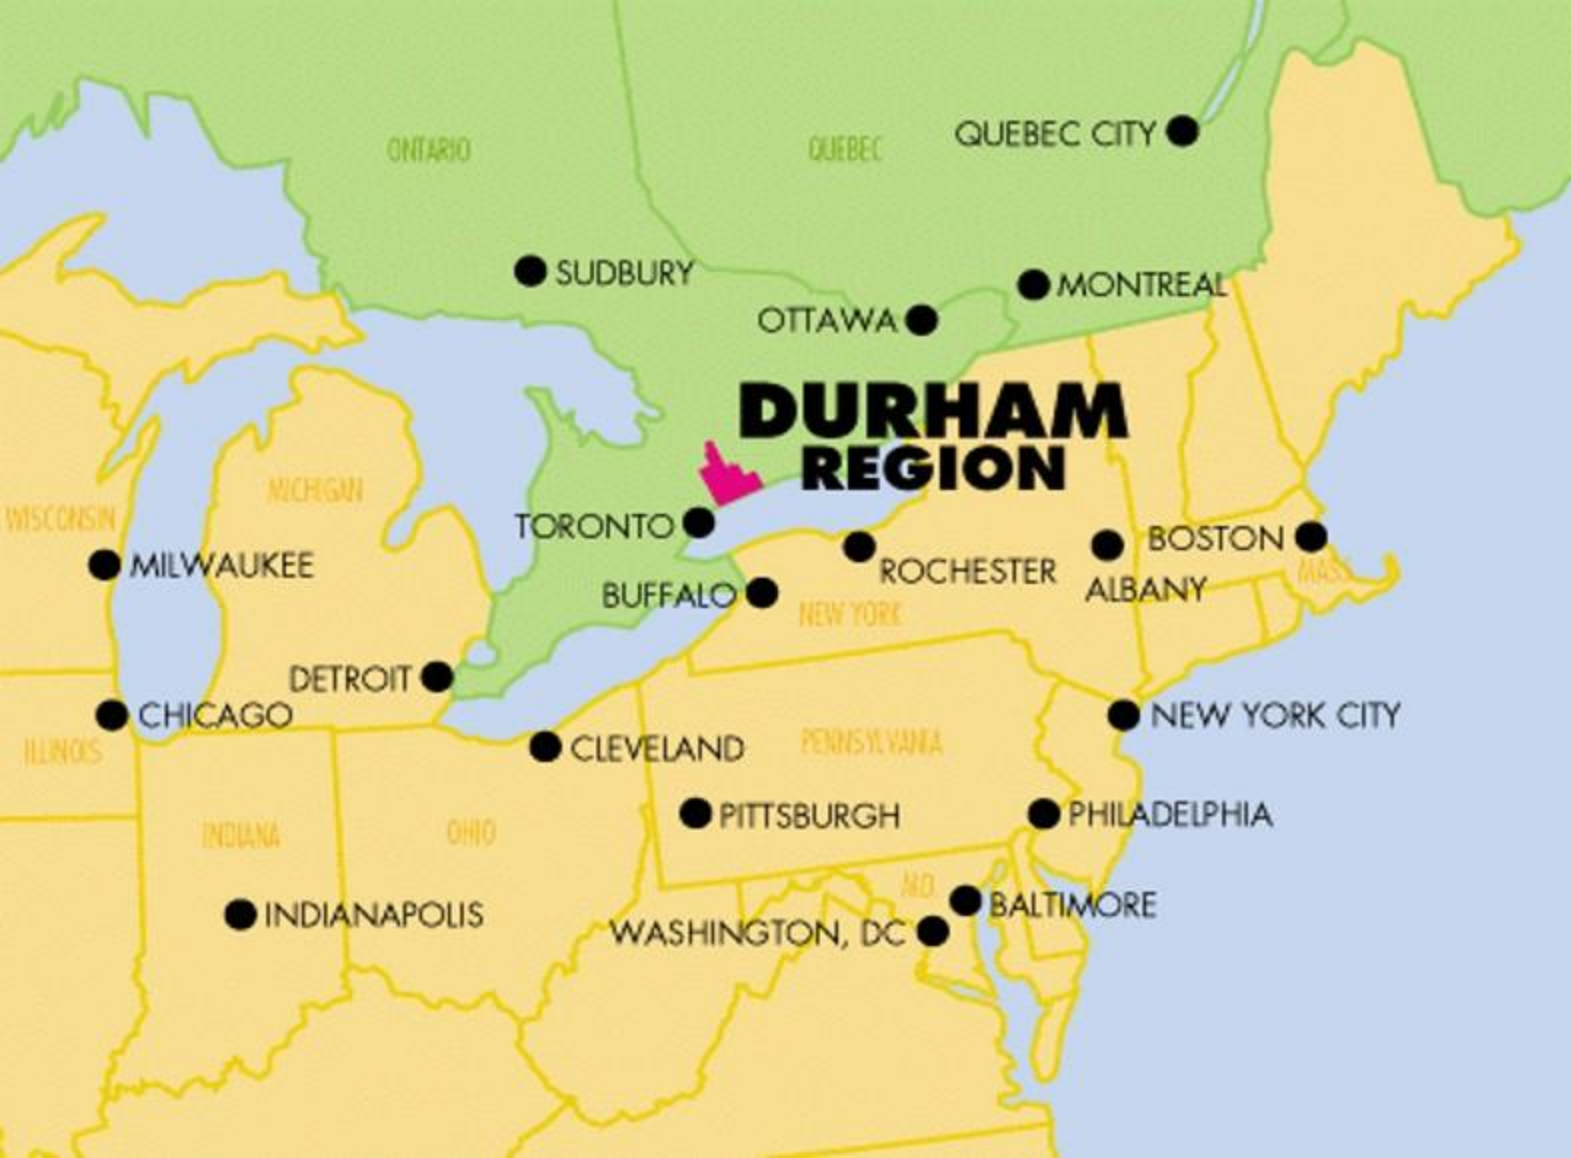 QUEBEC CITY
ONTARIO
QUEBEC
SUDBURY
MONTREAL
OTTAWA
DURHAM
REGION
MICHIGAN
WISCONSIN
TORONTO
BOSTON
MILWAUKEE
ROCHESTER
MASS
ALBANY
BUFFALO
NEW YORK
DETROIT
CHICAGO
NEW YORK CITY
ILLINOIS
CLEVELAND
PENNSYLVANIA
PITTSBURGH
PHILADELPHIA
INDIANA
OHIO
MD
BALTIMORE
INDIANAPOLIS
WASHINGTON, DC